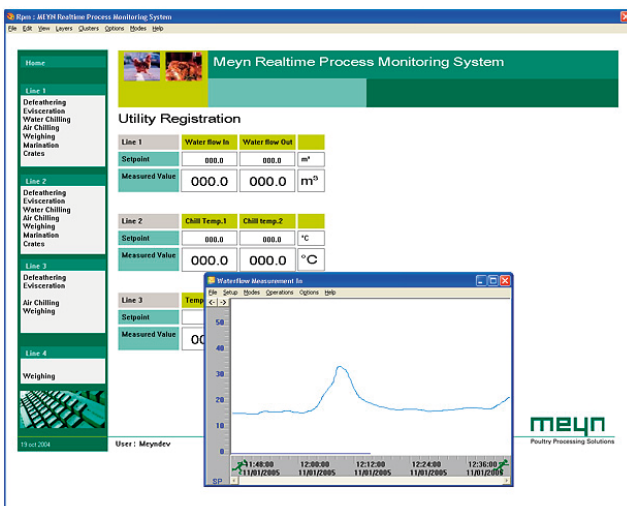 Rpm : MEYN Realtime Process Monitoring System
File Edit View Layers Clusters Options Modes Help
Home
Meyn Realtime Process Monitoring System
Line 1
Defeathering
Evisceration
Water Chilling
Air Chilling
Weighing
Marination
Crates
Line 2
Defeathering
Evisceration
Water Chilling
Air Chilling
Weighing
Marination
Crates
Line 3
Defeathering
Evisceration
Air Chilling
Weighing
Line 4
Weighing
19 oct 2004
Utility Registration
Line 1 Water flow In Water flow Out
Setpoint 000.0 000.0 m³
Measured Value 000.0 000.0 m³
Line 2 Chill Temp.1 Chill temp.2
Setpoint 000.0 000.0 °C
Measured Value 000.0 000.0 °C
Line 3 Temp
Setpoint
Measured Value 00
User : Meyndev
Waterflow Measurement In
File Setup Modes Operations Options Help
<- ->
50
40
30
20
10
0
11:48:00 12:00:00 12:12:00 12:24:00 12:36:00
11/01/2005 11/01/2005 11/01/2005 11/01/2005 11/01/2005
SP
meyn
Poultry Processing Solutions